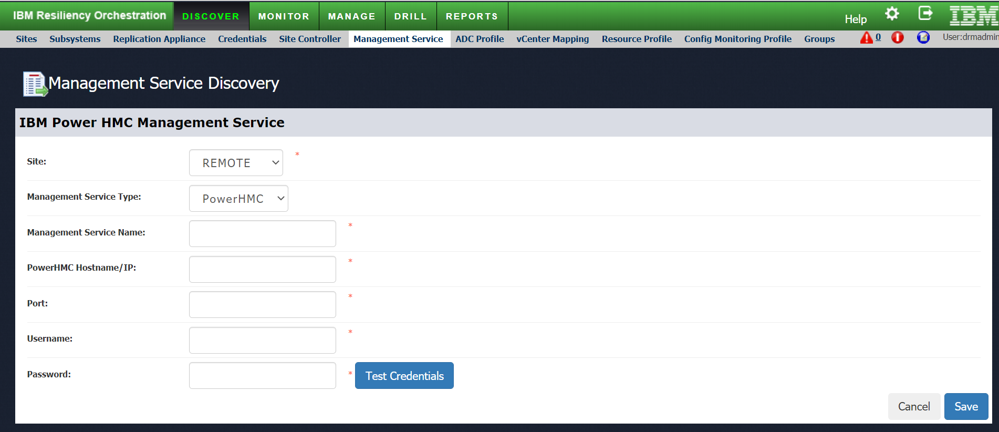 IBM Resiliency Orchestration DISCOVER MONITOR MANAGE DRILL REPORTS Help IBM
Sites Subsystems Replication Appliance Credentials Site Controller Management Service ADC Profile vCenter Mapping Resource Profile Config Monitoring Profile Groups 0 User:drmadmin
Management Service Discovery
IBM Power HMC Management Service
Site: REMOTE *
Management Service Type: PowerHMC
Management Service Name: *
PowerHMC Hostname/IP: *
Port: *
Username: *
Password: * Test Credentials
Cancel Save